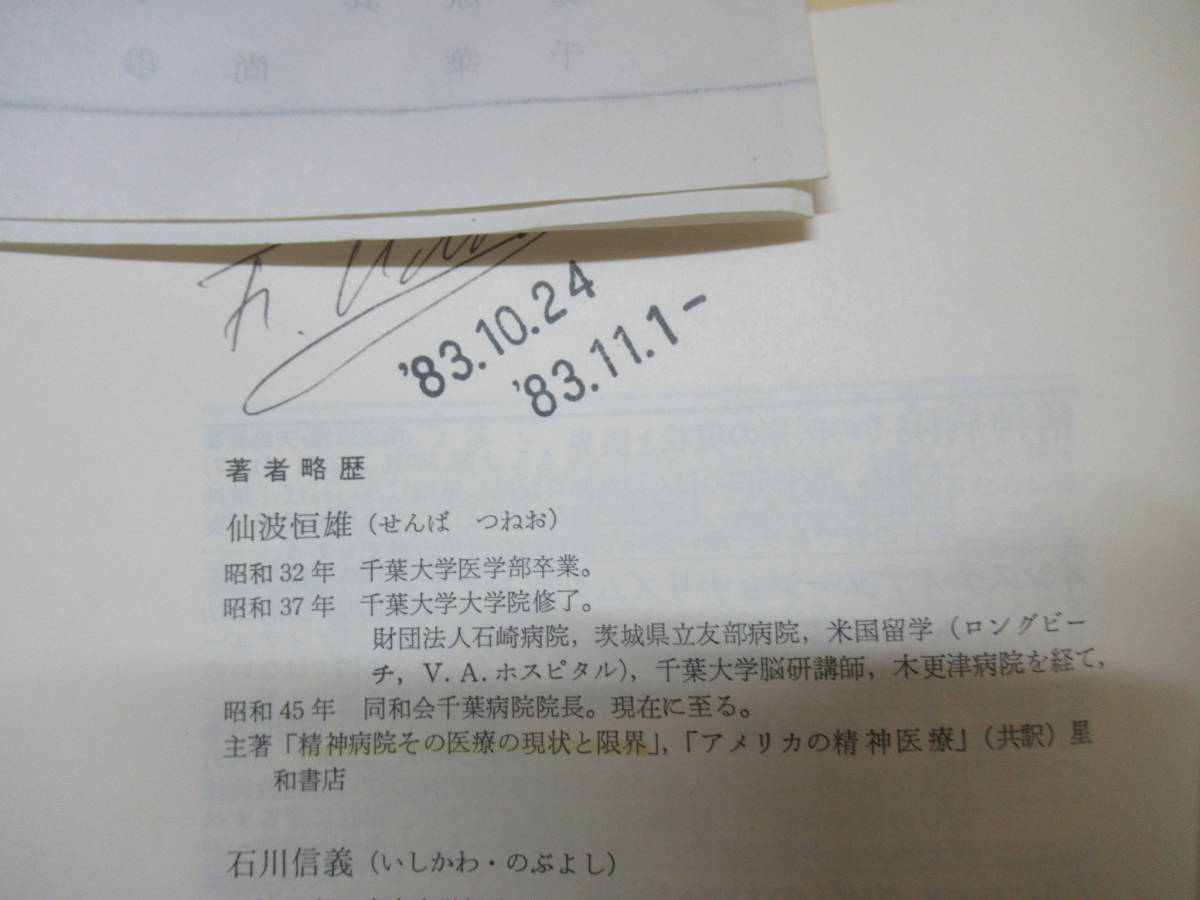 千葉 尚 ㊞
'83.10.24
'83.11.1-
著者略歴
仙波恒雄(せんば つねお)
昭和32年 千葉大学医学部卒業。
昭和37年 千葉大学大学院修了。
財団法人石崎病院，茨城県立友部病院，米国留学(ロングビー
チ，V.A.ホスピタル)，千葉大学脳研講師，木更津病院を経て，
昭和45年 同和会千葉病院院長。現在に至る。
主著「精神病院その医療の現状と限界」，「アメリカの精神医療」(共訳)星
和書店
石川信義(いしかわ・のぶよし)